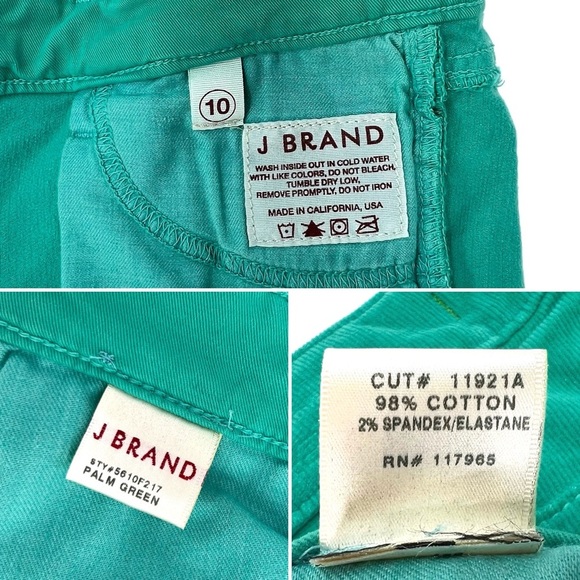 10
J BRAND
WASH INSIDE OUT IN COLD WATER
WITH LIKE COLORS, DO NOT BLEACH,
TUMBLE DRY LOW,
REMOVE PROMPTLY, DO NOT IRON
MADE IN CALIFORNIA, USA
J BRAND
STY#5610F217
PALM GREEN
CUT# 11921A
98% COTTON
2% SPANDEX/ELASTANE
RN# 117965